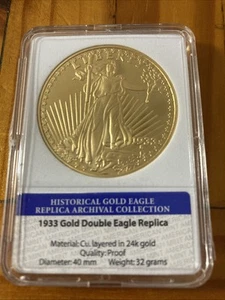 LIBERTY
1933
HISTORICAL GOLD EAGLE
REPLICA ARCHIVAL COLLECTION
1933 Gold Double Eagle Replica
Material: Cu. layered in 24k gold
Quality: Proof
Diameter: 40 mm Weight: 32 grams